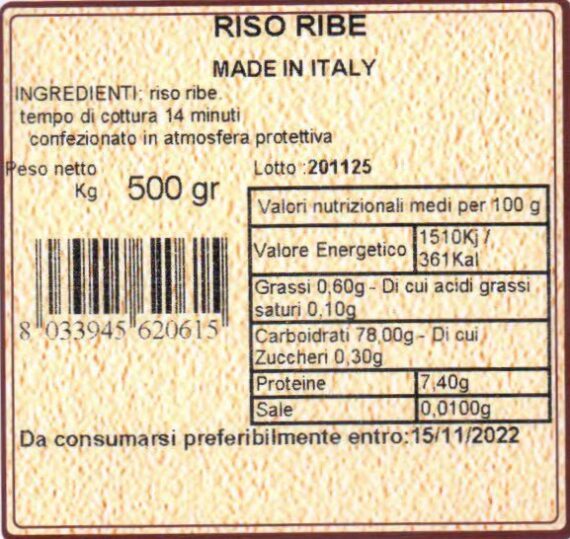 RISO RIBE
MADE IN ITALY
INGREDIENTI: riso ribe.
tempo di cottura 14 minuti
confezionato in atmosfera protettiva
Peso netto
Kg 500 gr
Lotto :201125
Valori nutrizionali medi per 100 g
Valore Energetico 1510Kj /
361Kal
Grassi 0,60g - Di cui acidi grassi
saturi 0,10g
Carboidrati 78,00g - Di cui
Zuccheri 0,30g
Proteine 7,40g
Sale 0,0100g
8 033945 620615
Da consumarsi preferibilmente entro:15/11/2022